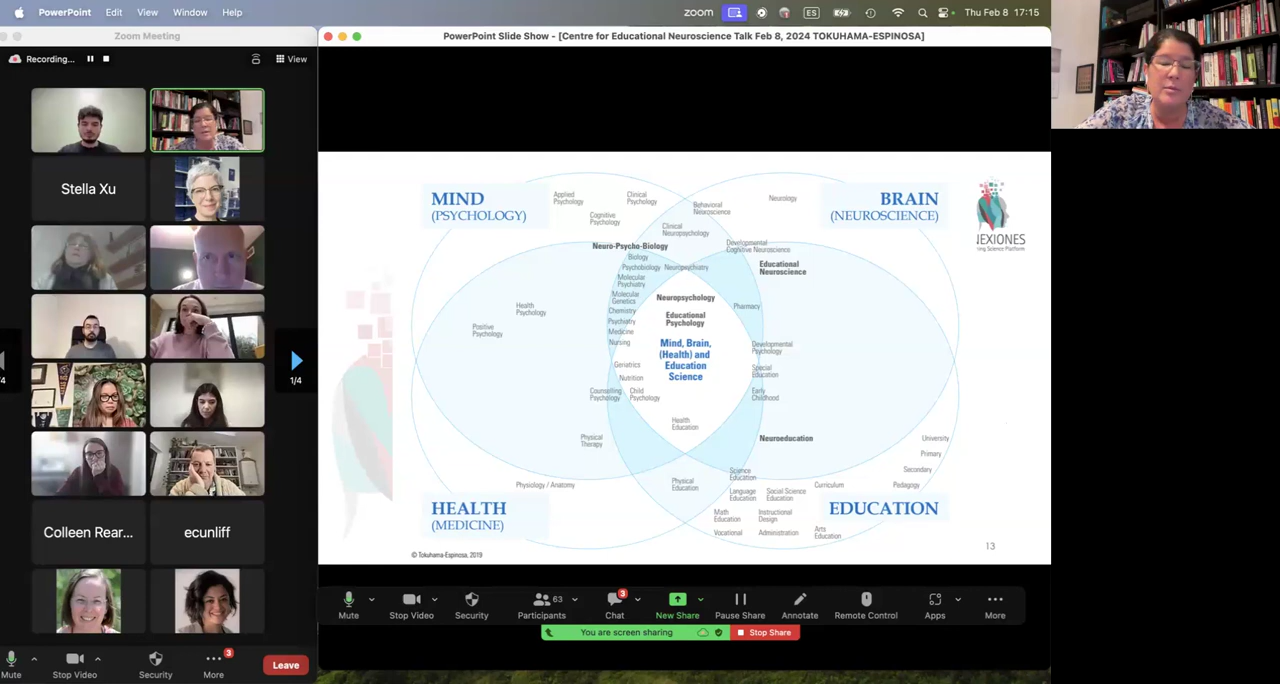 PowerPoint Edit View Window Help
zoom ES Thu Feb 8 17:15
Zoom Meeting
Recording... View
Stella Xu
Colleen Rear... ecunliff
/4
1/4
Mute Stop Video Security More Leave
3
PowerPoint Slide Show - [Centre for Educational Neuroscience Talk Feb 8, 2024 TOKUHAMA-ESPINOSA]
MIND
(PSYCHOLOGY)
BRAIN
(NEUROSCIENCE)
NEXIONES
ing Science Platform
Applied
Psychology
Clinical
Psychology
Cognitive
Psychology
Behavioral
Neuroscience
Neurology
Clinical
Neuropsychology
Neuro-Psycho-Biology
Developmental
Cognitive Neuroscience
Biology
Psychobiology
Neuropsychiatry
Educational
Neuroscience
Molecular
Psychiatry
Molecular
Genetics
Chemistry
Psychiatry
Medicine
Nursing
Neuropsychology
Educational
Psychology
Pharmacy
Health
Psychology
Positive
Psychology
Mind, Brain,
(Health) and
Education
Science
Developmental
Psychology
Special
Education
Early
Childhood
Geriatrics
Nutrition
Counselling
Psychology
Child
Psychology
Health
Education
Physical
Therapy
Neuroeducation
University
Primary
Secondary
Pedagogy
Physiology / Anatomy
Physical
Education
Science
Education
Language
Education
Social Science
Education
Curriculum
Math
Education
Instructional
Design
Vocational
Administration
Arts
Education
HEALTH
(MEDICINE)
EDUCATION
© Tokuhama-Espinosa, 2019
13
63 3
Mute Stop Video Security Participants Chat New Share Pause Share Annotate Remote Control Apps More
You are screen sharing Stop Share